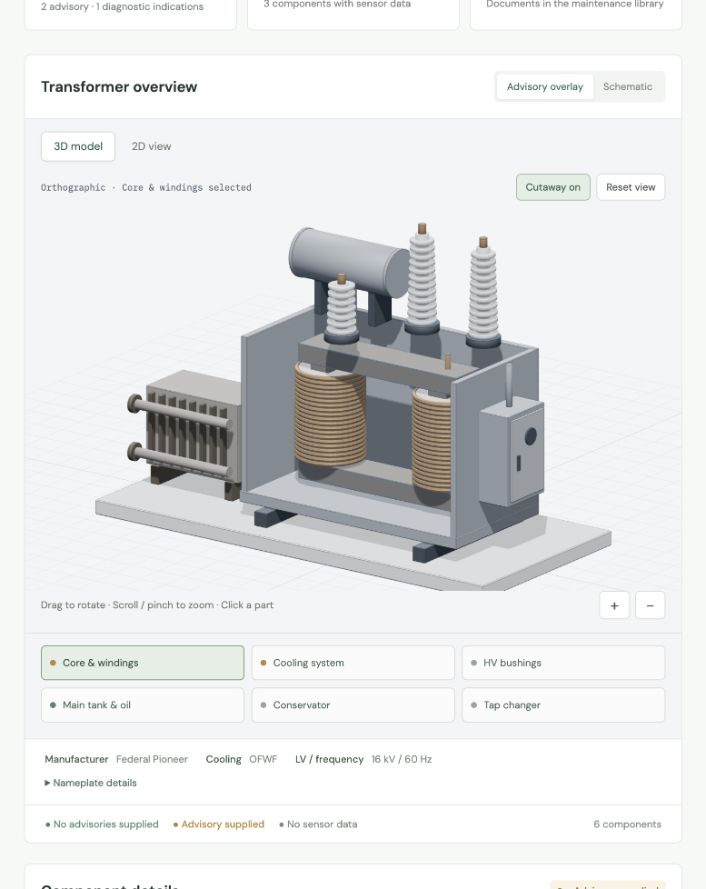 2 advisory · 1 diagnostic indications
3 components with sensor data
Documents in the maintenance library
Transformer overview
Advisory overlay
Schematic
3D model
2D view
Orthographic · Core & windings selected
Cutaway on
Reset view
Drag to rotate · Scroll / pinch to zoom · Click a part
+
−
Core & windings
Cooling system
HV bushings
Main tank & oil
Conservator
Tap changer
Manufacturer Federal Pioneer Cooling OFWF LV / frequency 16 kV / 60 Hz
▸ Nameplate details
● No advisories supplied ● Advisory supplied ● No sensor data
6 components
Component details